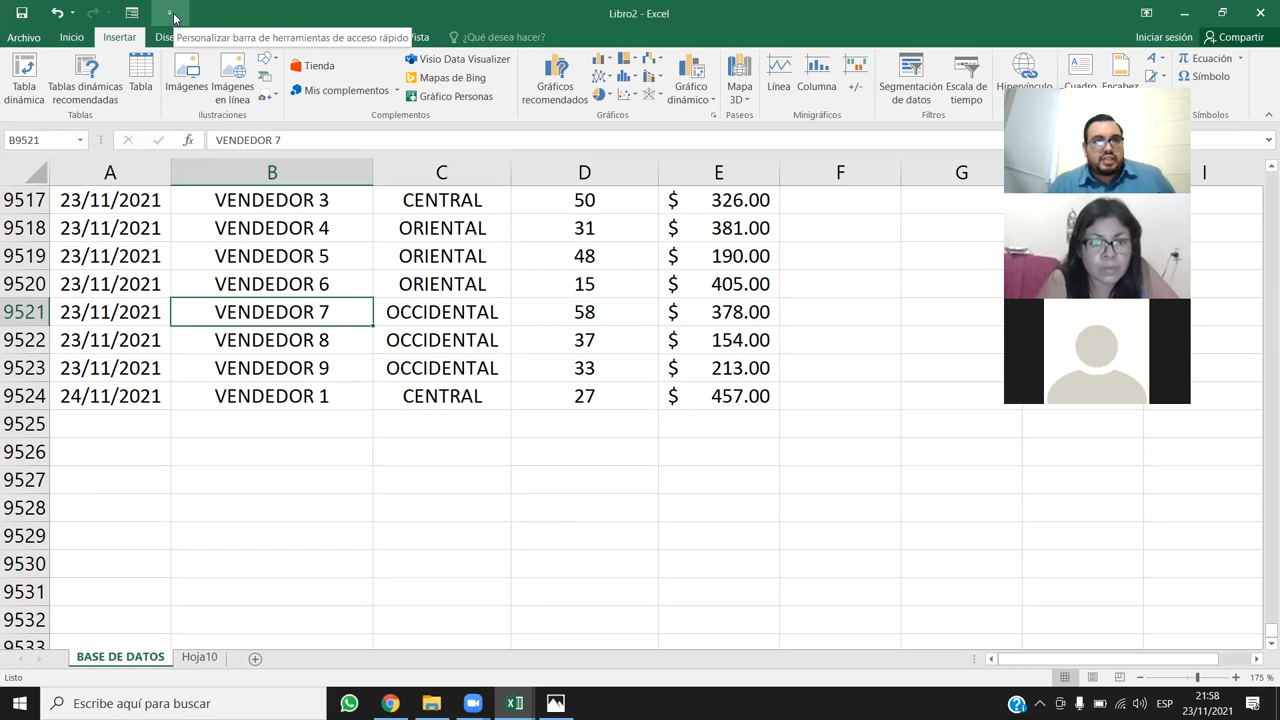 Libro2 - Excel
Archivo Inicio Insertar Dise Vista ¿Qué desea hacer? Iniciar sesión Compartir
Personalizar barra de herramientas de acceso rápido
Tabla dinámica
Tablas dinámicas recomendadas
Tabla
Imágenes
Imágenes en línea
Tienda
Mis complementos
Visio Data Visualizer
Mapas de Bing
Gráfico Personas
Gráficos recomendados
Gráfico dinámico
Mapa 3D
Línea
Columna
+/-
Segmentación de datos
Escala de tiempo
Hipervínculo
Cuadro
Encabez.
Ecuación
Símbolo
Tablas Ilustraciones Complementos Gráficos Paseos Minigráficos Filtros Símbolos
B9521 fx VENDEDOR 7
A B C D E F G I
9517 23/11/2021 VENDEDOR 3 CENTRAL 50 $ 326.00
9518 23/11/2021 VENDEDOR 4 ORIENTAL 31 $ 381.00
9519 23/11/2021 VENDEDOR 5 ORIENTAL 48 $ 190.00
9520 23/11/2021 VENDEDOR 6 ORIENTAL 15 $ 405.00
9521 23/11/2021 VENDEDOR 7 OCCIDENTAL 58 $ 378.00
9522 23/11/2021 VENDEDOR 8 OCCIDENTAL 37 $ 154.00
9523 23/11/2021 VENDEDOR 9 OCCIDENTAL 33 $ 213.00
9524 24/11/2021 VENDEDOR 1 CENTRAL 27 $ 457.00
9525
9526
9527
9528
9529
9530
9531
9532
9533
BASE DE DATOS Hoja10
Listo 175 %
Escribe aquí para buscar ESP 21:58
23/11/2021